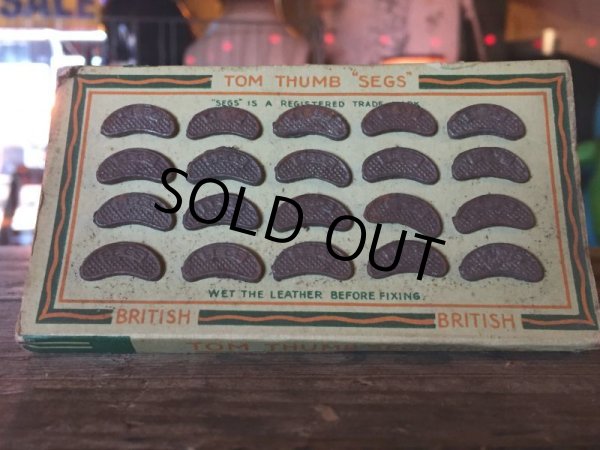 SALE
TOM THUMB "SEGS"
"SEGS" IS A REGISTERED TRADE MARK
SOLD OUT
WET THE LEATHER BEFORE FIXING.
BRITISH BRITISH
TOM THUMB